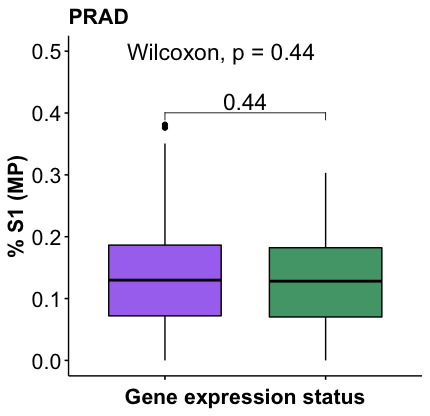 PRAD
Wilcoxon, p = 0.44
0.44
0.5
0.4
0.3
0.2
0.1
0.0
% S1 (MP)
Gene expression status